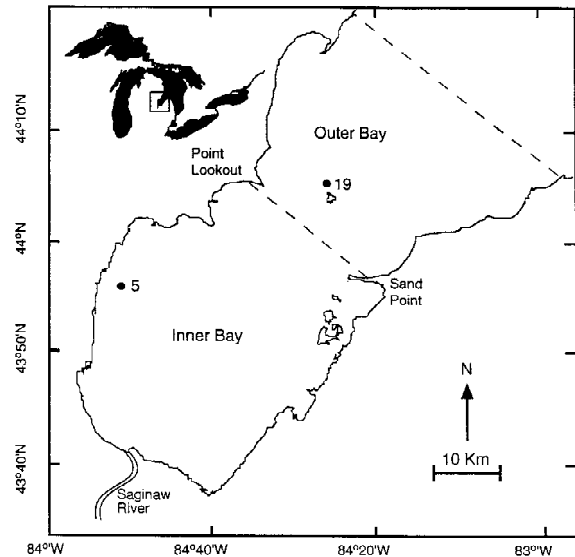 44°10'N
44°N
43°50'N
43°40'N
Outer Bay
Point
Lookout
19
5
Sand
Point
Inner Bay
N
10 Km
Saginaw
River
84°W
84°40'W
84°20'W
83°W